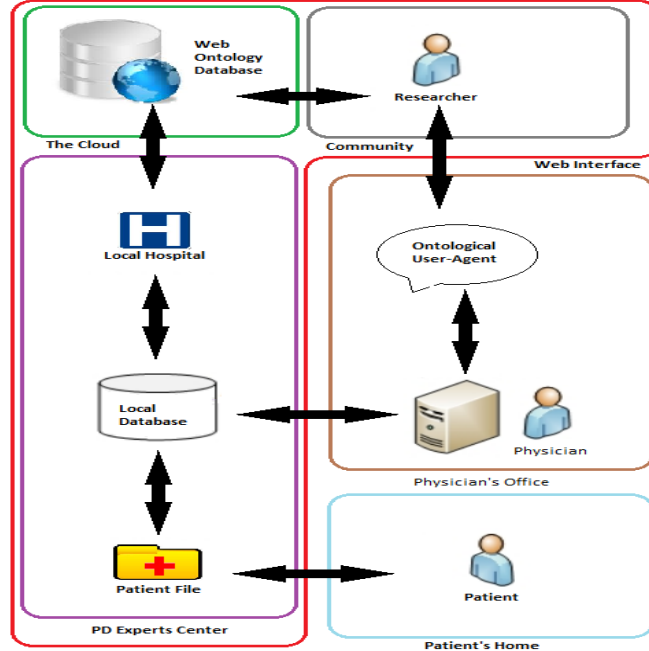 Web
Ontology
Database
Researcher
The Cloud
Community
Web Interface
H
Local Hospital
Ontological
User-Agent
Local
Database
Physician
Physician's Office
Patient File
Patient
PD Experts Center
Patient's Home